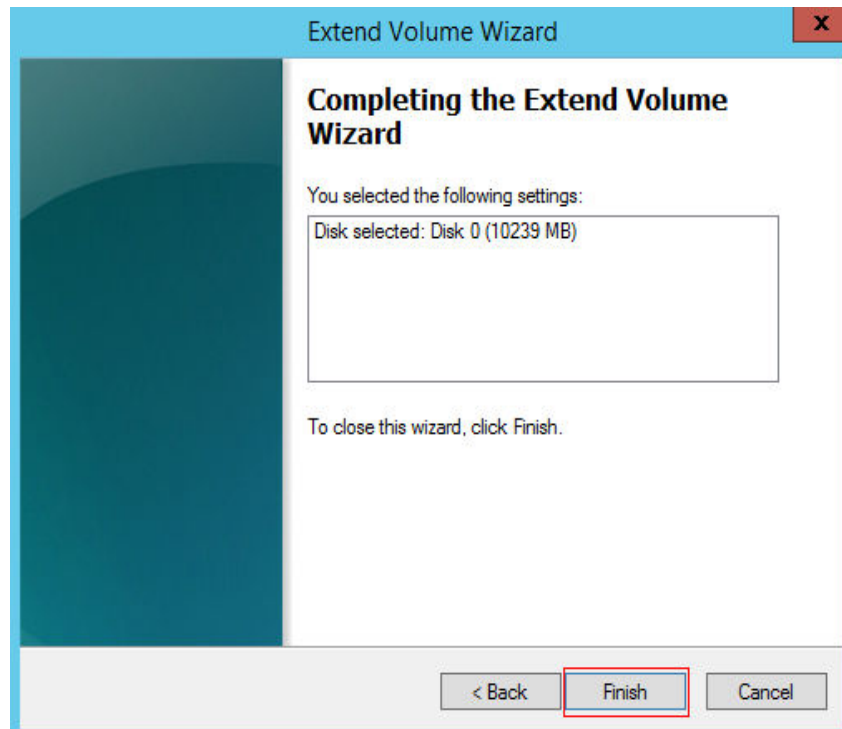 Extend Volume Wizard
x
Completing the Extend Volume
Wizard
You selected the following settings:
Disk selected: Disk 0 (10239 MB)
To close this wizard, click Finish.
< Back Finish Cancel